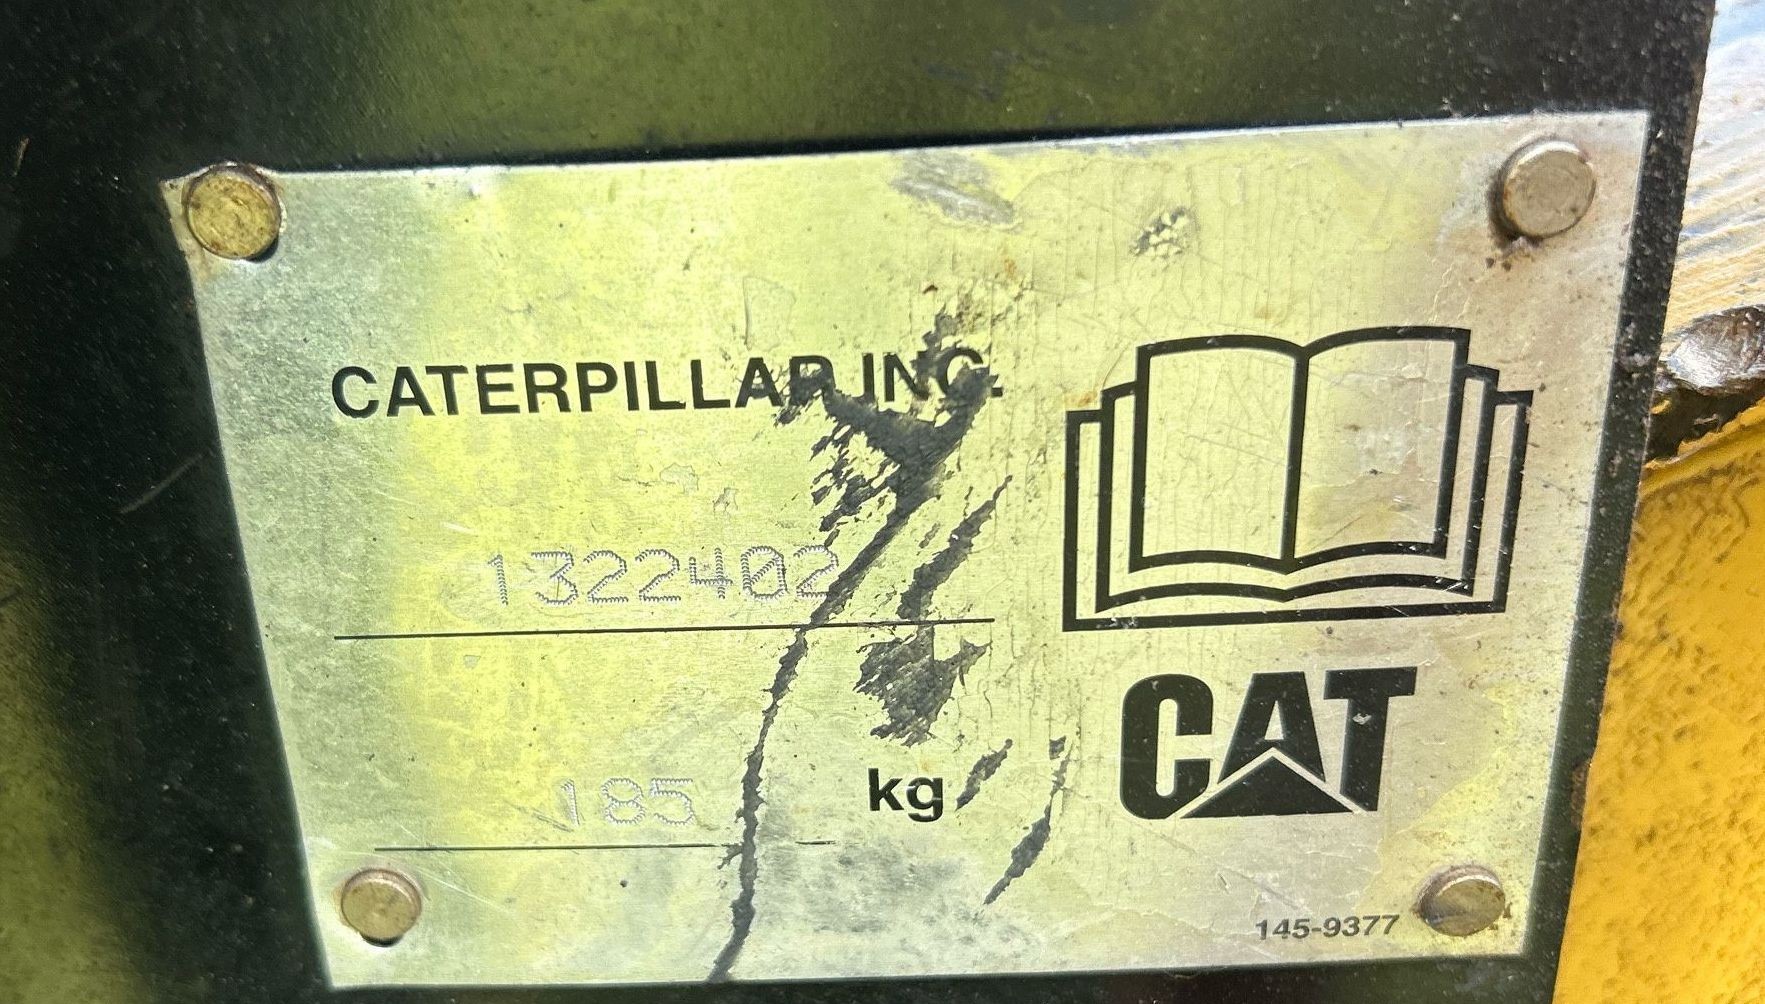 CATERPILLAR INC.
1322402
185 kg
CAT
145-9377